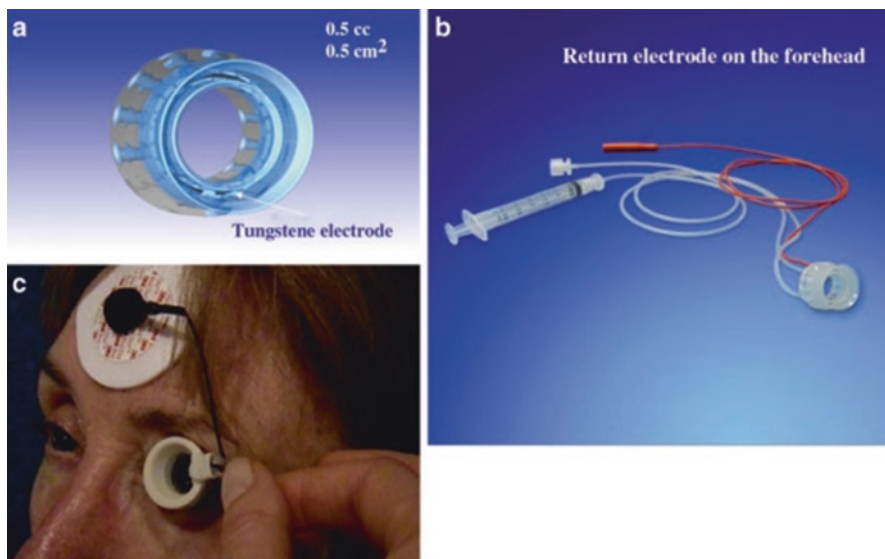 a
0.5 cc
0.5 cm²
Tungstene electrode
b
Return electrode on the forehead
c